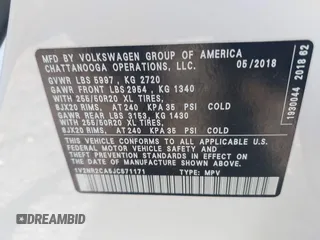 MFD BY VOLKSWAGEN GROUP OF AMERICA
CHATTANOOGA OPERATIONS, LLC. 05/2018
GVWR LBS 5997, KG 2720
GAWR FRONT LBS 2954, KG 1340
WITH 255/50R20 XL TIRES,
8JX20 RIMS, AT 240 KPA 35 PSI COLD
GAWR REAR LBS 3153, KG 1430
WITH 255/50R20 XL TIRES,
8JX20 RIMS, AT 240 KPA 35 PSI COLD
THIS VEHICLE CONFORMS TO ALL APPLICABLE
FEDERAL MOTOR VEHICLE SAFETY, BUMPER, AND
THEFT PREVENTION STANDARDS IN EFFECT ON
THE DATE OF MANUFACTURE SHOWN ABOVE.
TYPE: MPV
1930044 2018 62